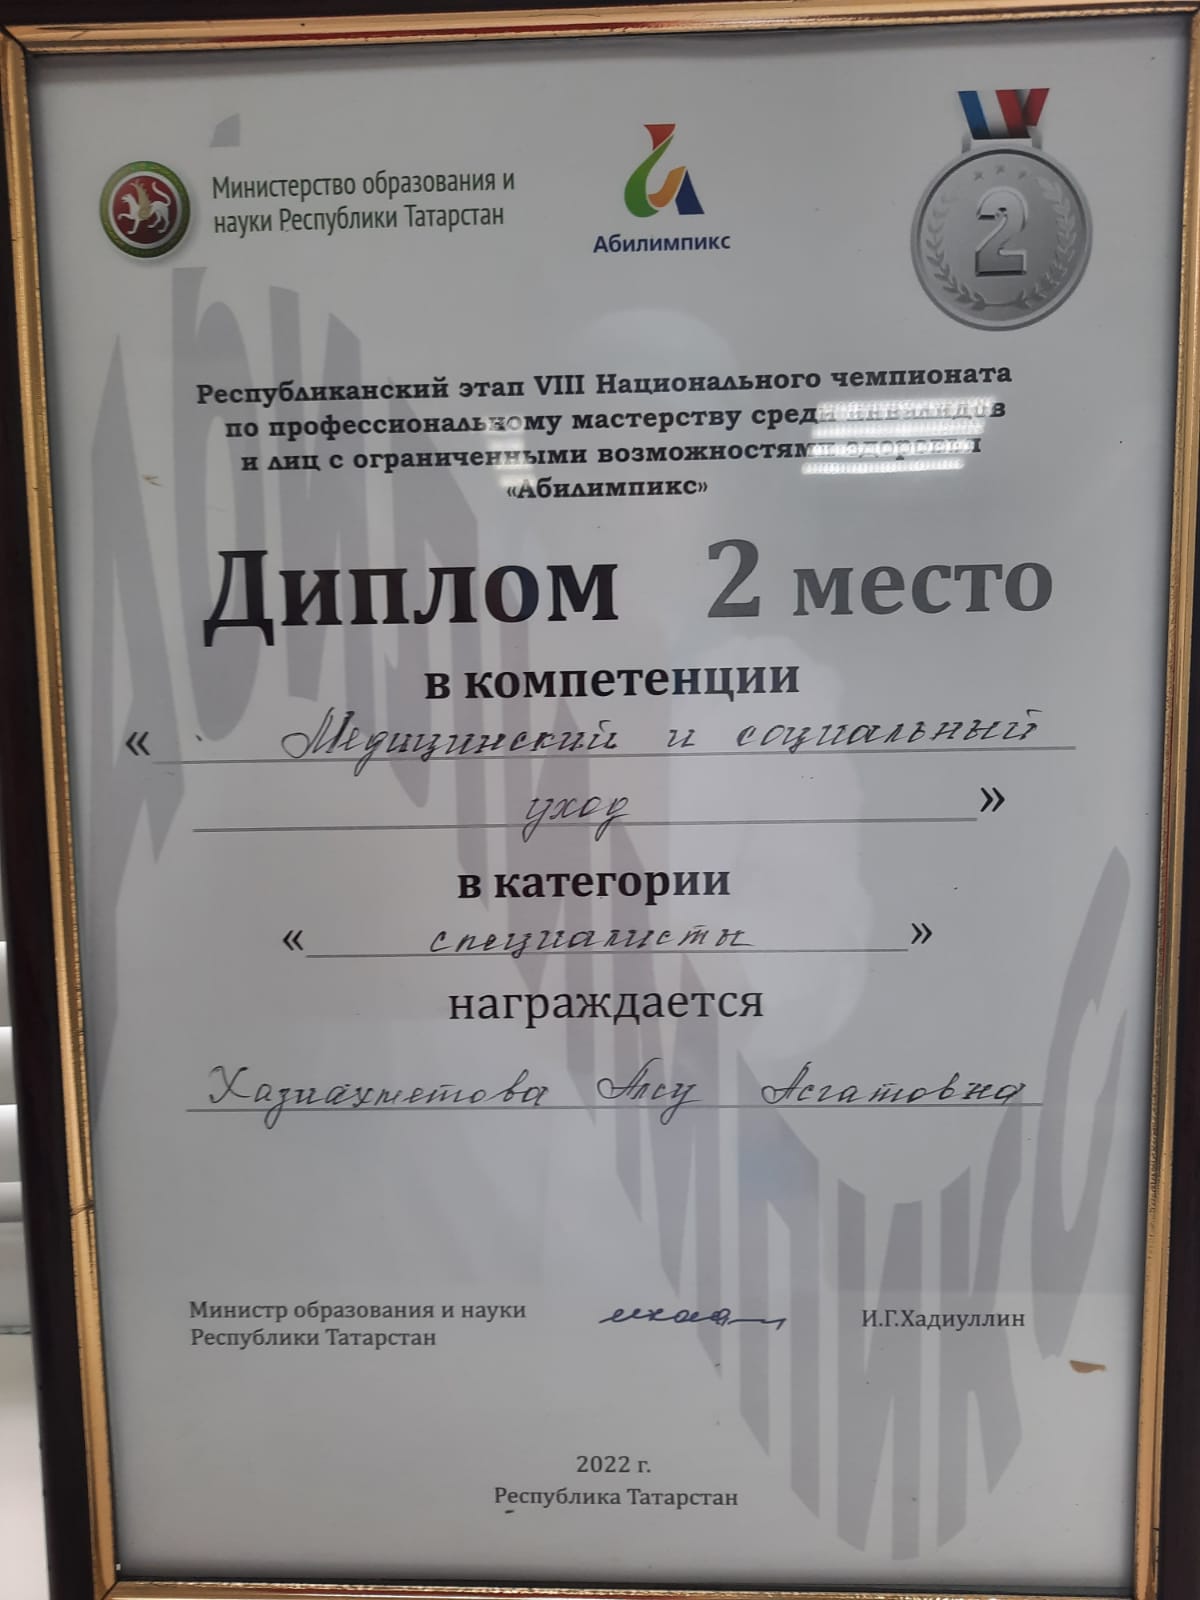 Министерство образования и
науки Республики Татарстан
Абилимпикс
2
Республиканский этап VIII Национального чемпионата
по профессиональному мастерству среди инвалидов
и лиц с ограниченными возможностями здоровья
«Абилимпикс»
Диплом 2 место
в компетенции
« Медицинский и социальный
уход »
в категории
« специалисты »
награждается
Хазиахметова Алсу Асгатовна
Министр образования и науки
Республики Татарстан
И.Г.Хадиуллин
2022 г.
Республика Татарстан